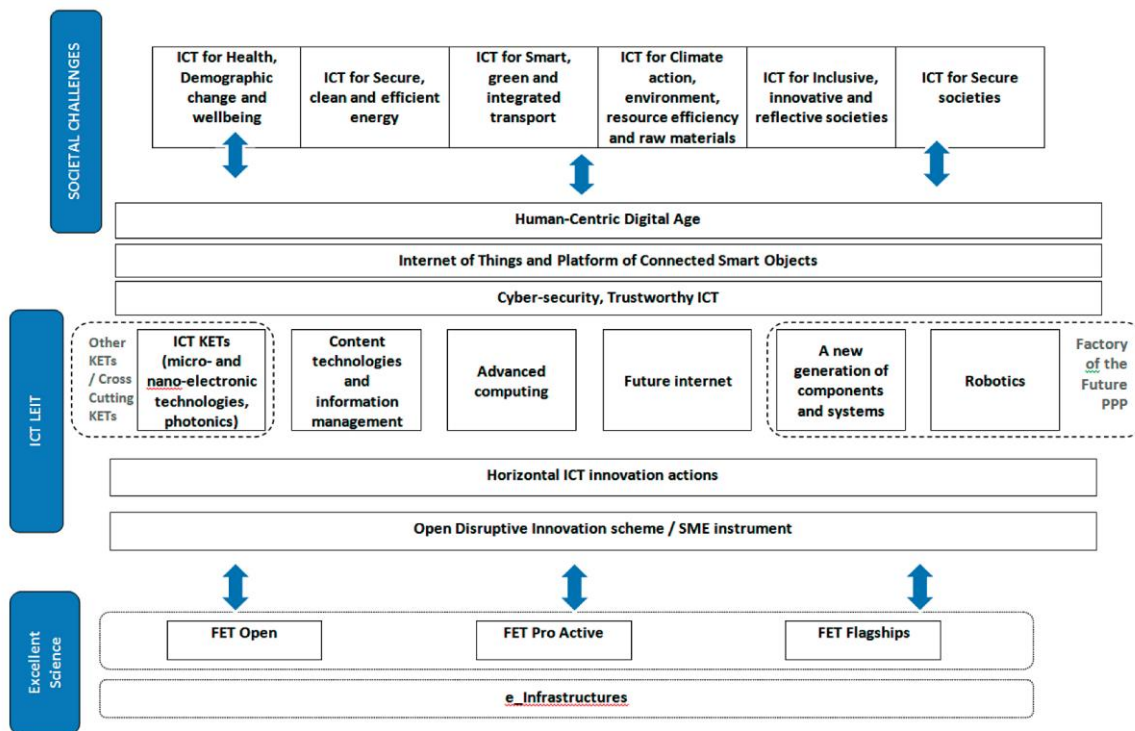 SOCIETAL CHALLENGES
ICT for Health,
Demographic
change and
wellbeing
ICT for Secure,
clean and efficient
energy
ICT for Smart,
green and
integrated
transport
ICT for Climate
action,
environment,
resource efficiency
and raw materials
ICT for Inclusive,
innovative and
reflective societies
ICT for Secure
societies
Human-Centric Digital Age
Internet of Things and Platform of Connected Smart Objects
Cyber-security, Trustworthy ICT
ICT LEIT
Other
KETs
/ Cross
Cutting
KETs
ICT KETs
(micro- and
nano-electronic
technologies,
photonics)
Content
technologies
and
information
management
Advanced
computing
Future internet
A new
generation of
components
and systems
Robotics
Factory
of the
Future
PPP
Horizontal ICT innovation actions
Open Disruptive Innovation scheme / SME instrument
Excellent
Science
FET Open
FET Pro Active
FET Flagships
e_Infrastructures